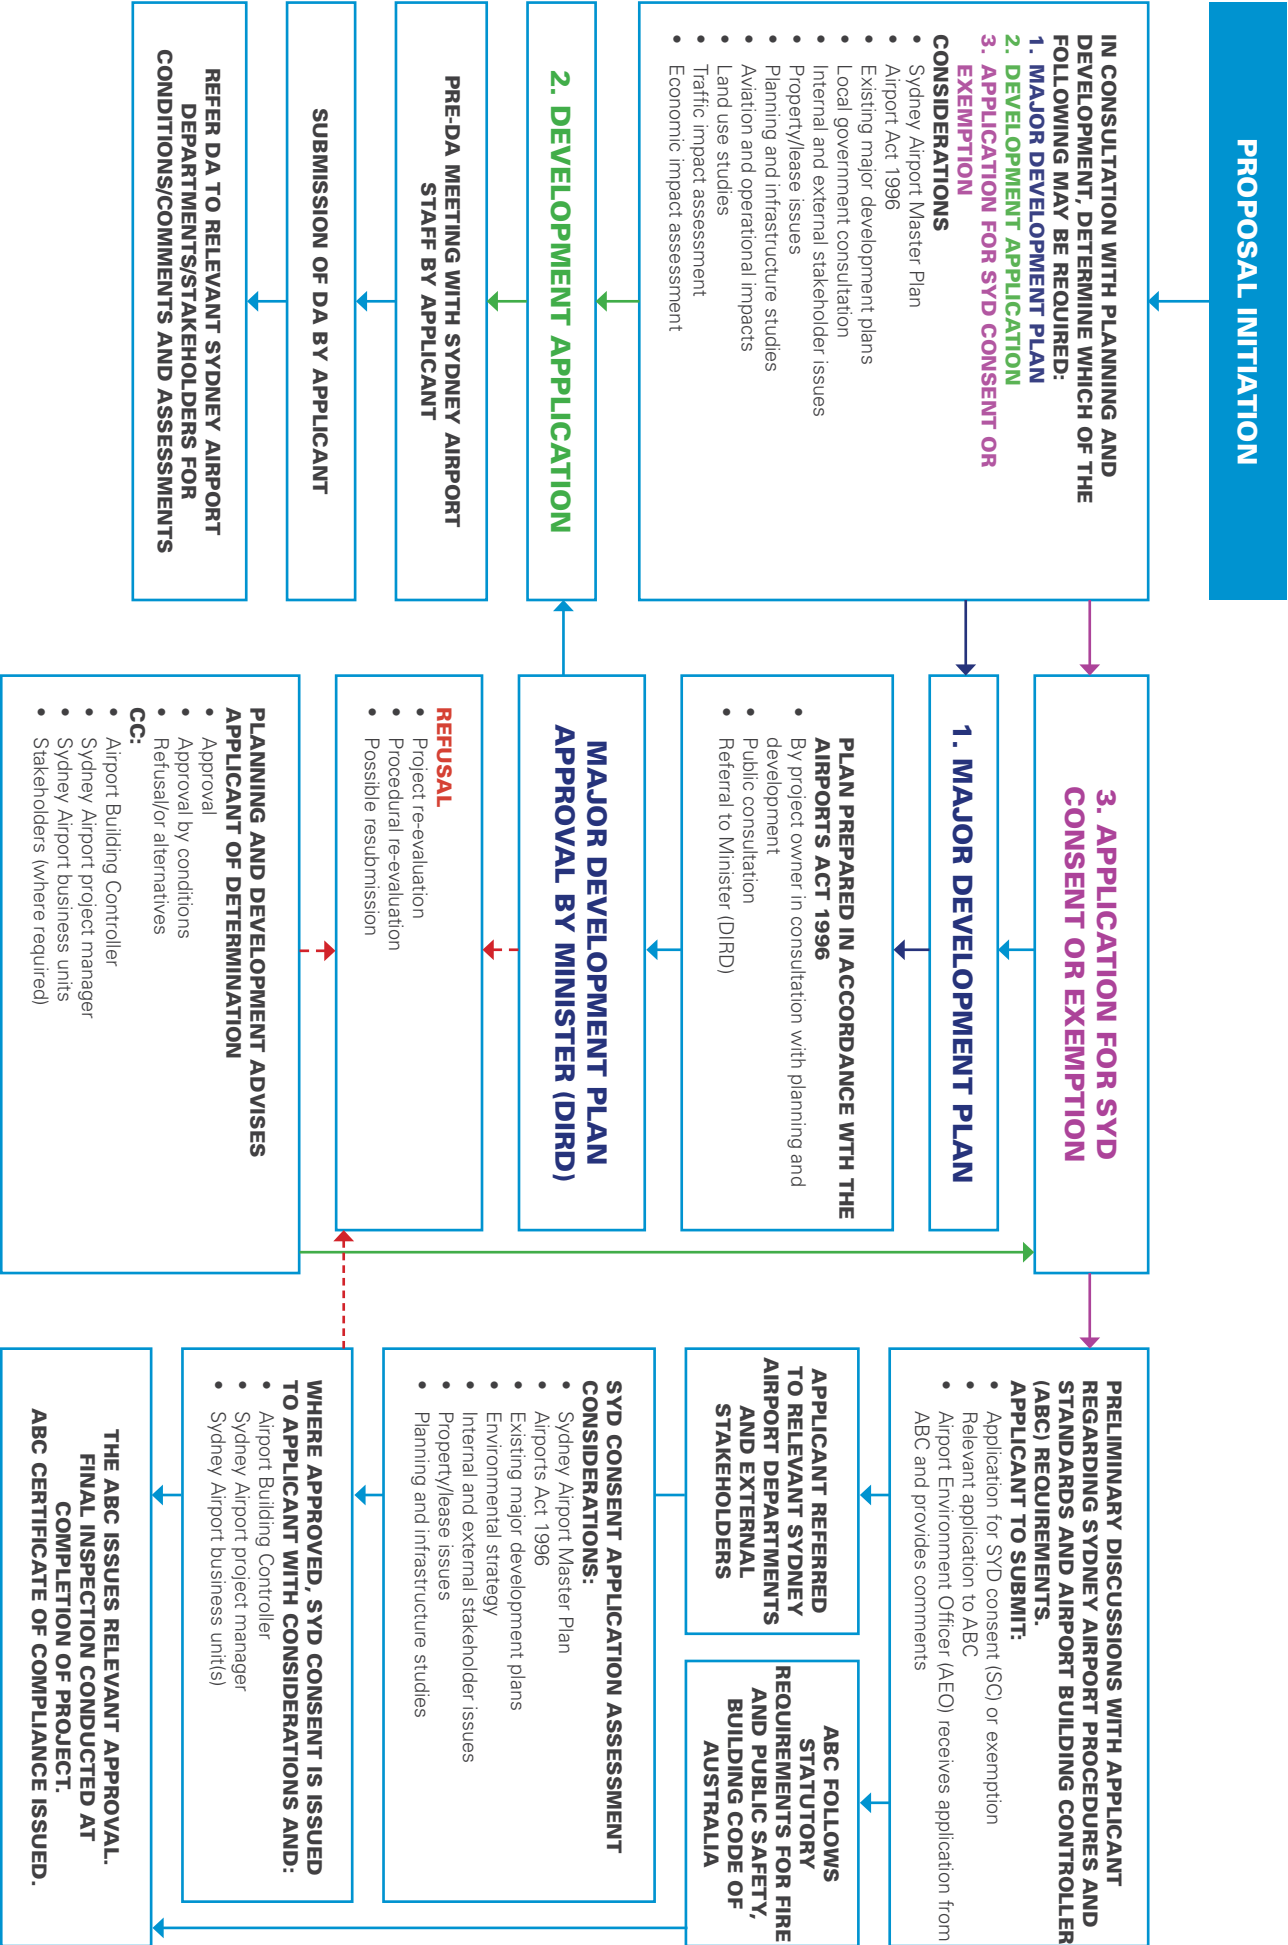 PROPOSAL INITIATION
IN CONSULTATION WITH PLANNING AND
DEVELOPMENT, DETERMINE WHICH OF THE
FOLLOWING MAY BE REQUIRED:
1. MAJOR DEVELOPMENT PLAN
2. DEVELOPMENT APPLICATION
3. APPLICATION FOR SYD CONSENT OR
EXEMPTION
CONSIDERATIONS
• Sydney Airport Master Plan
• Airport Act 1996
• Existing major development plans
• Local government consultation
• Internal and external stakeholder issues
• Property/lease issues
• Planning and infrastructure studies
• Aviation and operational impacts
• Land use studies
• Traffic impact assessment
• Economic impact assessment
2. DEVELOPMENT APPLICATION
PRE-DA MEETING WITH SYDNEY AIRPORT
STAFF BY APPLICANT
SUBMISSION OF DA BY APPLICANT
REFER DA TO RELEVANT SYDNEY AIRPORT
DEPARTMENTS/STAKEHOLDERS FOR
CONDITIONS/COMMENTS AND ASSESSMENTS
3. APPLICATION FOR SYD
CONSENT OR EXEMPTION
1. MAJOR DEVELOPMENT PLAN
PLAN PREPARED IN ACCORDANCE WTH THE
AIRPORTS ACT 1996
• By project owner in consultation with planning and
development
• Public consultation
• Referral to Minister (DIRD)
MAJOR DEVELOPMENT PLAN
APPROVAL BY MINISTER (DIRD)
REFUSAL
• Project re-evaluation
• Procedural re-evaluation
• Possible resubmission
PLANNING AND DEVELOPMENT ADVISES
APPLICANT OF DETERMINATION
• Approval
• Approval by conditions
• Refusal/or alternatives
CC:
• Airport Building Controller
• Sydney Airport project manager
• Sydney Airport business units
• Stakeholders (where required)
PRELIMINARY DISCUSSIONS WITH APPLICANT
REGARDING SYDNEY AIRPORT PROCEDURES AND
STANDARDS AND AIRPORT BUILDING CONTROLLER
(ABC) REQUIREMENTS.
APPLICANT TO SUBMIT:
• Application for SYD consent (SC) or exemption
• Relevant application to ABC
• Airport Environment Officer (AEO) receives application from
ABC and provides comments
APPLICANT REFERRED
TO RELEVANT SYDNEY
AIRPORT DEPARTMENTS
AND EXTERNAL
STAKEHOLDERS
ABC FOLLOWS
STATUTORY
REQUIREMENTS FOR FIRE
AND PUBLIC SAFETY,
BUILDING CODE OF
AUSTRALIA
SYD CONSENT APPLICATION ASSESSMENT
CONSIDERATIONS:
• Sydney Airport Master Plan
• Airports Act 1996
• Existing major development plans
• Environmental strategy
• Internal and external stakeholder issues
• Property/lease issues
• Planning and infrastructure studies
WHERE APPROVED, SYD CONSENT IS ISSUED
TO APPLICANT WITH CONSIDERATIONS AND:
• Airport Building Controller
• Sydney Airport project manager
• Sydney Airport business unit(s)
THE ABC ISSUES RELEVANT APPROVAL.
FINAL INSPECTION CONDUCTED AT
COMPLETION OF PROJECT.
ABC CERTIFICATE OF COMPLIANCE ISSUED.